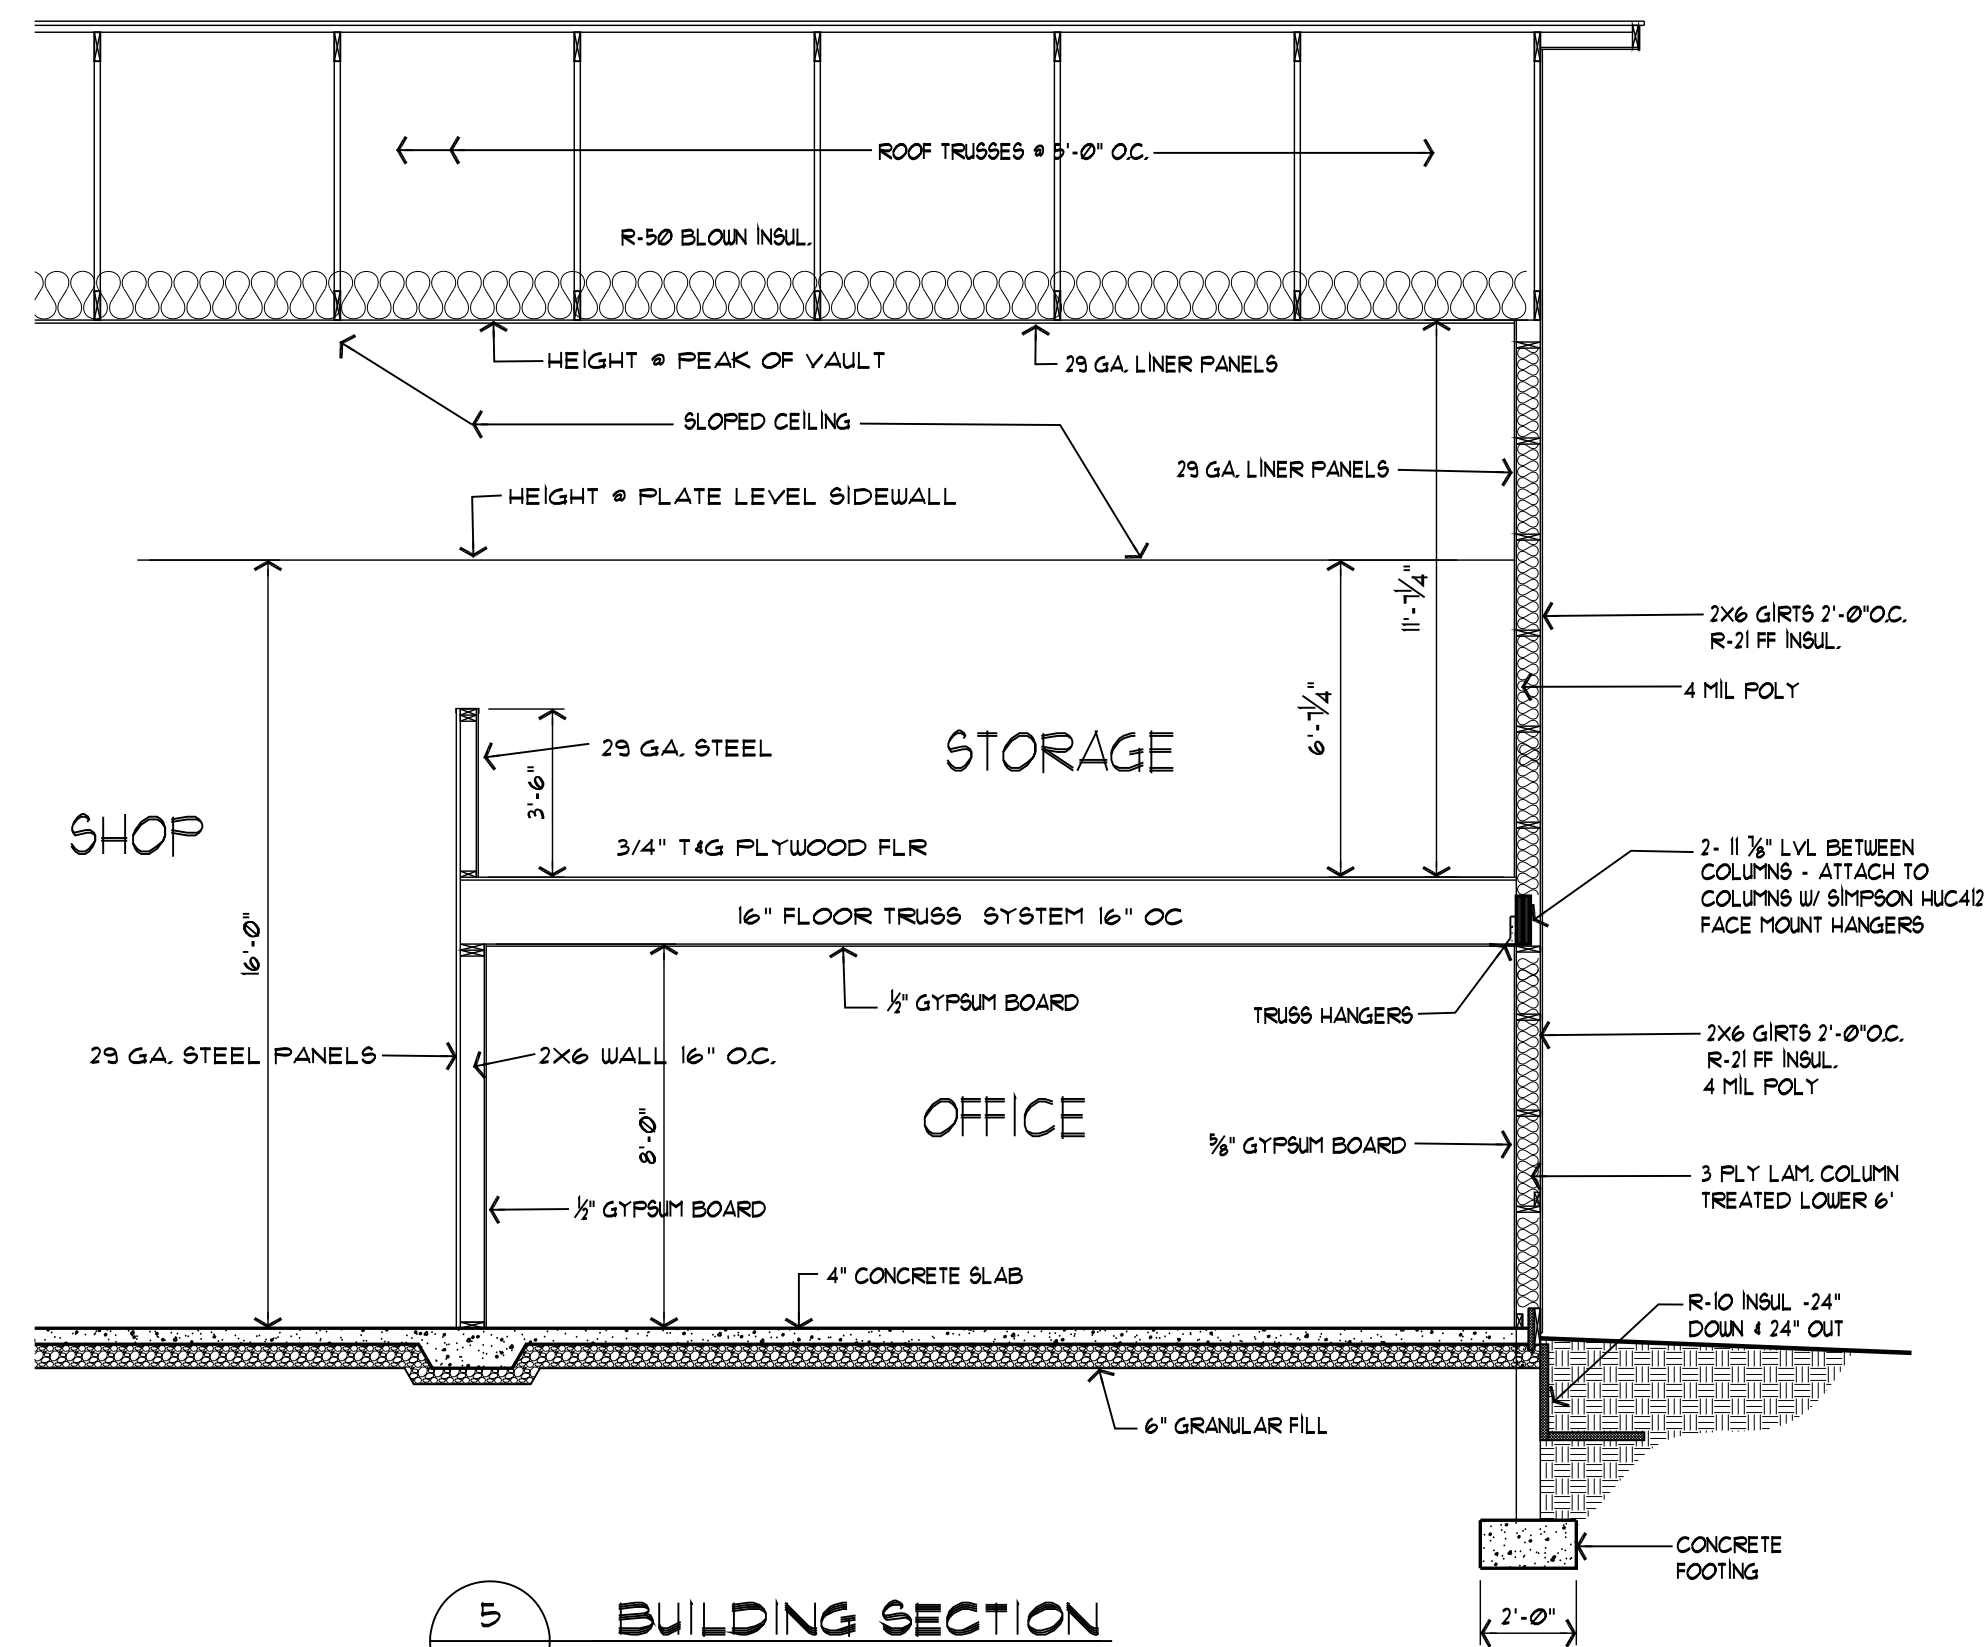 ROOF TRUSSES @ 5'-0" O.C.
R-50 BLOWN INSUL.
HEIGHT @ PEAK OF VAULT
29 GA. LINER PANELS
SLOPED CEILING
29 GA. LINER PANELS
HEIGHT @ PLATE LEVEL SIDEWALL
11'-7 1/4"
2X6 GIRTS 2'-0"O.C.
R-21 FF INSUL.
4 MIL POLY
6'-7 1/4"
STORAGE
29 GA. STEEL
3'-6"
SHOP
3/4" T&G PLYWOOD FLR
2- 11 7/8" LVL BETWEEN
COLUMNS - ATTACH TO
COLUMNS W/ SIMPSON HUC412
FACE MOUNT HANGERS
16" FLOOR TRUSS SYSTEM 16" OC
16'-0"
1/2" GYPSUM BOARD
TRUSS HANGERS
2X6 GIRTS 2'-0"O.C.
R-21 FF INSUL.
4 MIL POLY
29 GA. STEEL PANELS
2X6 WALL 16" O.C.
OFFICE
8'-0"
5/8" GYPSUM BOARD
3 PLY LAM. COLUMN
TREATED LOWER 6'
1/2" GYPSUM BOARD
4" CONCRETE SLAB
R-10 INSUL -24"
DOWN & 24" OUT
6" GRANULAR FILL
CONCRETE
FOOTING
2'-0"
5
BUILDING SECTION